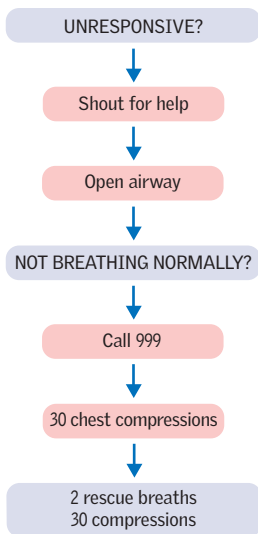 UNRESPONSIVE?
Shout for help
Open airway
NOT BREATHING NORMALLY?
Call 999
30 chest compressions
2 rescue breaths
30 compressions